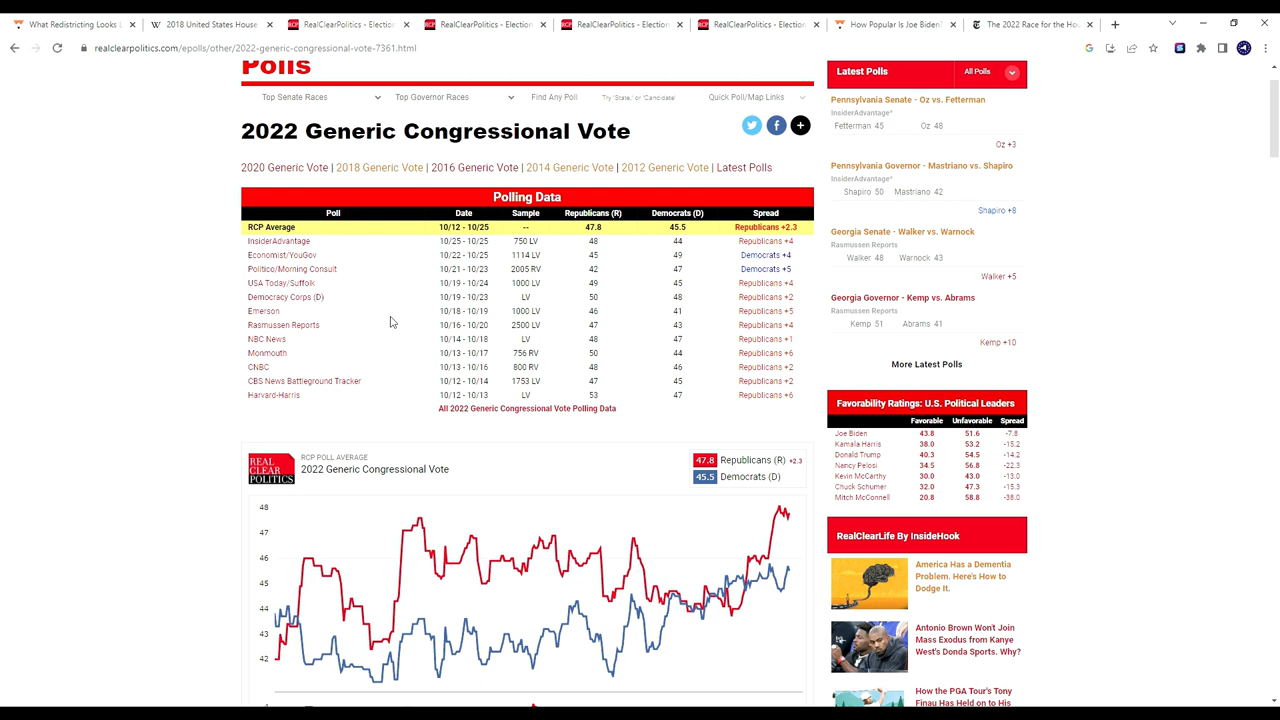 What Redistricting Looks L
2018 United States House
RealClearPolitics - Election
RealClearPolitics - Election
RealClearPolitics - Election
RealClearPolitics - Election
How Popular Is Joe Biden?
The 2022 Race for the Hou
realclearpolitics.com/epolls/other/2022-generic-congressional-vote-7361.html
Polls
Top Senate Races
Top Governor Races
Find Any Poll
Try 'State,' or 'Candidate'
Quick Poll/Map Links
2022 Generic Congressional Vote
2020 Generic Vote | 2018 Generic Vote | 2016 Generic Vote | 2014 Generic Vote | 2012 Generic Vote | Latest Polls
Polling Data
Poll Date Sample Republicans (R) Democrats (D) Spread
RCP Average 10/12 - 10/25 -- 47.8 45.5 Republicans +2.3
InsiderAdvantage 10/25 - 10/25 750 LV 48 44 Republicans +4
Economist/YouGov 10/22 - 10/25 1114 LV 45 49 Democrats +4
Politico/Morning Consult 10/21 - 10/23 2005 RV 42 47 Democrats +5
USA Today/Suffolk 10/19 - 10/24 1000 LV 49 45 Republicans +4
Democracy Corps (D) 10/19 - 10/23 LV 50 48 Republicans +2
Emerson 10/18 - 10/19 1000 LV 46 41 Republicans +5
Rasmussen Reports 10/16 - 10/20 2500 LV 47 43 Republicans +4
NBC News 10/14 - 10/18 LV 48 47 Republicans +1
Monmouth 10/13 - 10/17 756 RV 50 44 Republicans +6
CNBC 10/13 - 10/16 800 RV 48 46 Republicans +2
CBS News Battleground Tracker 10/12 - 10/14 1753 LV 47 45 Republicans +2
Harvard-Harris 10/12 - 10/13 LV 53 47 Republicans +6
All 2022 Generic Congressional Vote Polling Data
REAL
CLEAR
POLITICS
RCP POLL AVERAGE
2022 Generic Congressional Vote
47.8 Republicans (R) +2.3
45.5 Democrats (D)
48
47
46
45
44
43
42
Latest Polls
All Polls
Pennsylvania Senate - Oz vs. Fetterman
InsiderAdvantage*
Fetterman 45 Oz 48
Oz +3
Pennsylvania Governor - Mastriano vs. Shapiro
InsiderAdvantage*
Shapiro 50 Mastriano 42
Shapiro +8
Georgia Senate - Walker vs. Warnock
Rasmussen Reports
Walker 48 Warnock 43
Walker +5
Georgia Governor - Kemp vs. Abrams
Rasmussen Reports
Kemp 51 Abrams 41
Kemp +10
More Latest Polls
Favorability Ratings: U.S. Political Leaders
Favorable Unfavorable Spread
Joe Biden 43.8 51.6 -7.8
Kamala Harris 38.0 53.2 -15.2
Donald Trump 40.3 54.5 -14.2
Nancy Pelosi 34.5 56.8 -22.3
Kevin McCarthy 30.0 43.0 -13.0
Chuck Schumer 32.0 47.3 -15.3
Mitch McConnell 20.8 58.8 -38.0
RealClearLife By InsideHook
America Has a Dementia
Problem. Here's How to
Dodge It.
Antonio Brown Won't Join
Mass Exodus from Kanye
West's Donda Sports. Why?
How the PGA Tour's Tony
Finau Has Held on to His